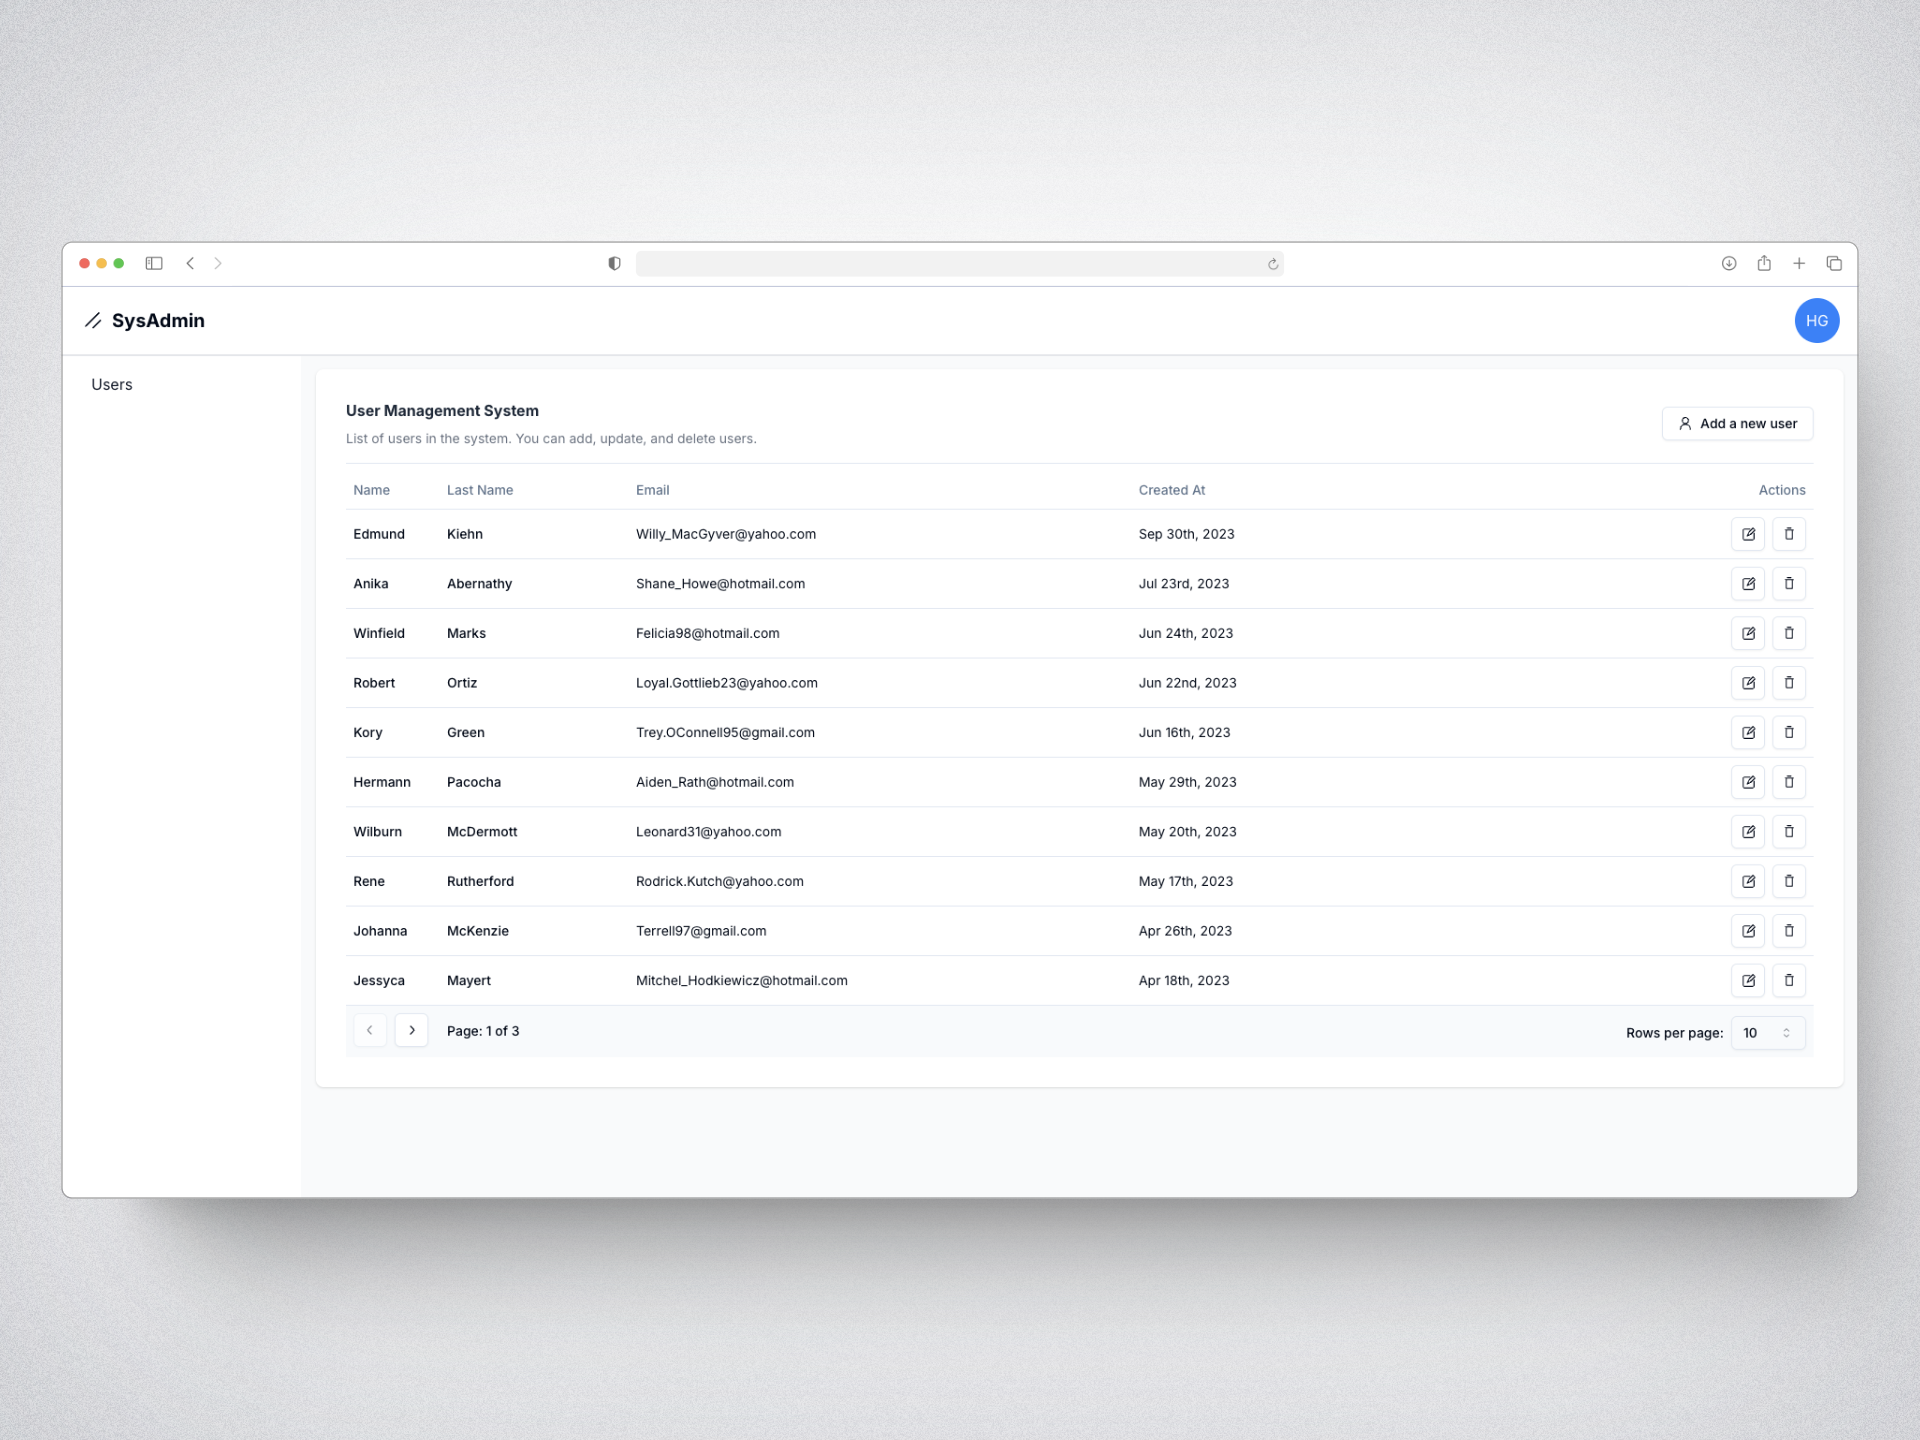 SysAdmin
HG
Users
User Management System
List of users in the system. You can add, update, and delete users.
Add a new user
Name Last Name Email Created At Actions
Edmund Kiehn Willy_MacGyver@yahoo.com Sep 30th, 2023
Anika Abernathy Shane_Howe@hotmail.com Jul 23rd, 2023
Winfield Marks Felicia98@hotmail.com Jun 24th, 2023
Robert Ortiz Loyal.Gottlieb23@yahoo.com Jun 22nd, 2023
Kory Green Trey.OConnell95@gmail.com Jun 16th, 2023
Hermann Pacocha Aiden_Rath@hotmail.com May 29th, 2023
Wilburn McDermott Leonard31@yahoo.com May 20th, 2023
Rene Rutherford Rodrick.Kutch@yahoo.com May 17th, 2023
Johanna McKenzie Terrell97@gmail.com Apr 26th, 2023
Jessyca Mayert Mitchel_Hodkiewicz@hotmail.com Apr 18th, 2023
Page: 1 of 3 Rows per page: 10